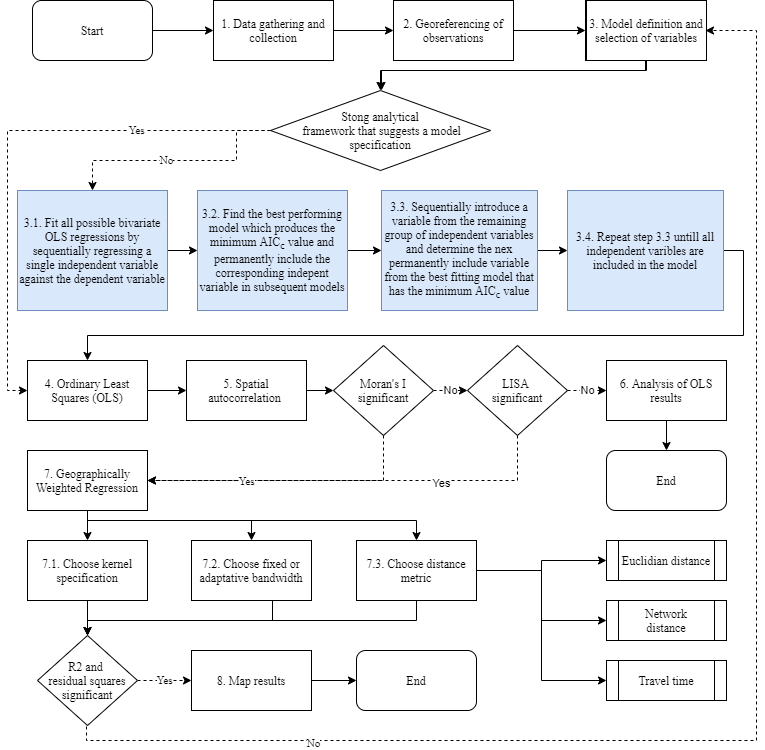 Start
1. Data gathering and
collection
2. Georeferencing of
observations
3. Model definition and
selection of variables
Stong analytical
framework that suggests a model
specification
Yes
No
3.1. Fit all possible bivariate
OLS regressions by
sequentially regressing a
single independent variable
against the dependent variable
3.2. Find the best performing
model which produces the
minimum AICc value and
permanently include the
corresponding indepent
variable in subsequent models
3.3. Sequentially introduce a
variable from the remaining
group of independent variables
and determine the nex
permanently include variable
from the best fitting model that
has the minimum AICc value
3.4. Repeat step 3.3 untill all
independent varibles are
included in the model
4. Ordinary Least
Squares (OLS)
5. Spatial
autocorrelation
Moran's I
significant
No
LISA
significant
No
6. Analysis of OLS
results
7. Geographically
Weighted Regression
Yes
Yes
End
7.1. Choose kernel
specification
7.2. Choose fixed or
adaptative bandwidth
7.3. Choose distance
metric
Euclidian distance
Network
distance
Travel time
R2 and
residual squares
significant
Yes
8. Map results
End
No